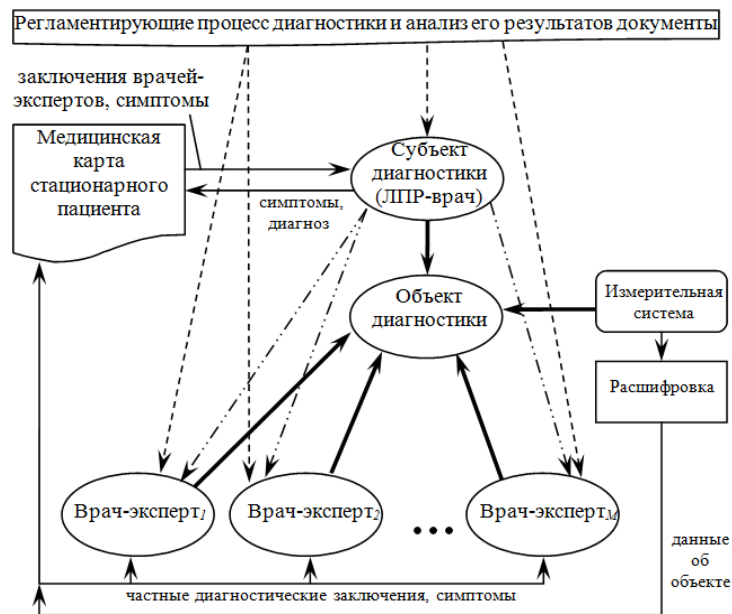 Регламентирующие процесс диагностики и анализ его результатов документы
заключения врачей-
экспертов, симптомы
Медицинская
карта
стационарного
пациента
Субъект
диагностики
(ЛПР-врач)
симптомы,
диагноз
Объект
диагностики
Измерительная
система
Расшифровка
Врач-эксперт1
Врач-эксперт2
...
Врач-экспертM
данные
об
объекте
частные диагностические заключения, симптомы